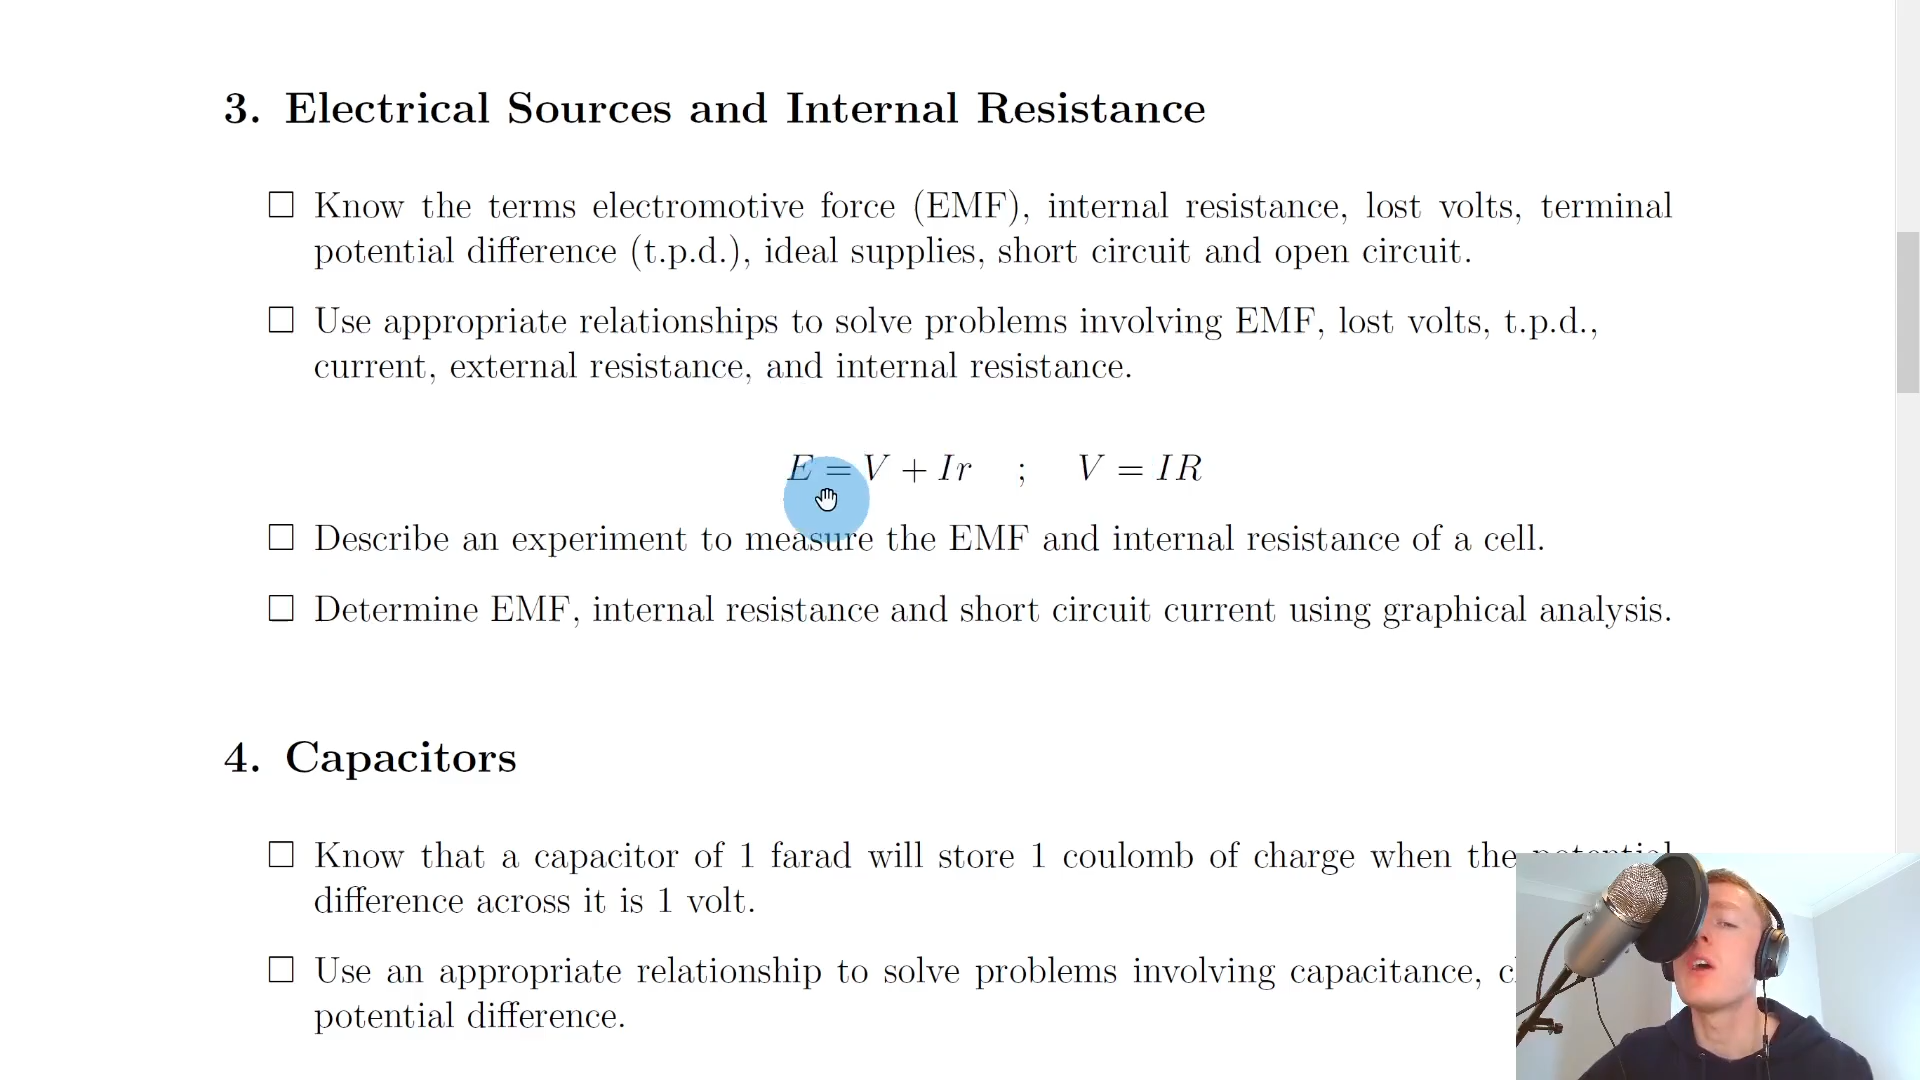 3. Electrical Sources and Internal Resistance
☐ Know the terms electromotive force (EMF), internal resistance, lost volts, terminal
potential difference (t.p.d.), ideal supplies, short circuit and open circuit.
☐ Use appropriate relationships to solve problems involving EMF, lost volts, t.p.d.,
current, external resistance, and internal resistance.
E = V + Ir ; V = IR
☐ Describe an experiment to measure the EMF and internal resistance of a cell.
☐ Determine EMF, internal resistance and short circuit current using graphical analysis.
4. Capacitors
☐ Know that a capacitor of 1 farad will store 1 coulomb of charge when the potential
difference across it is 1 volt.
☐ Use an appropriate relationship to solve problems involving capacitance,
potential difference.